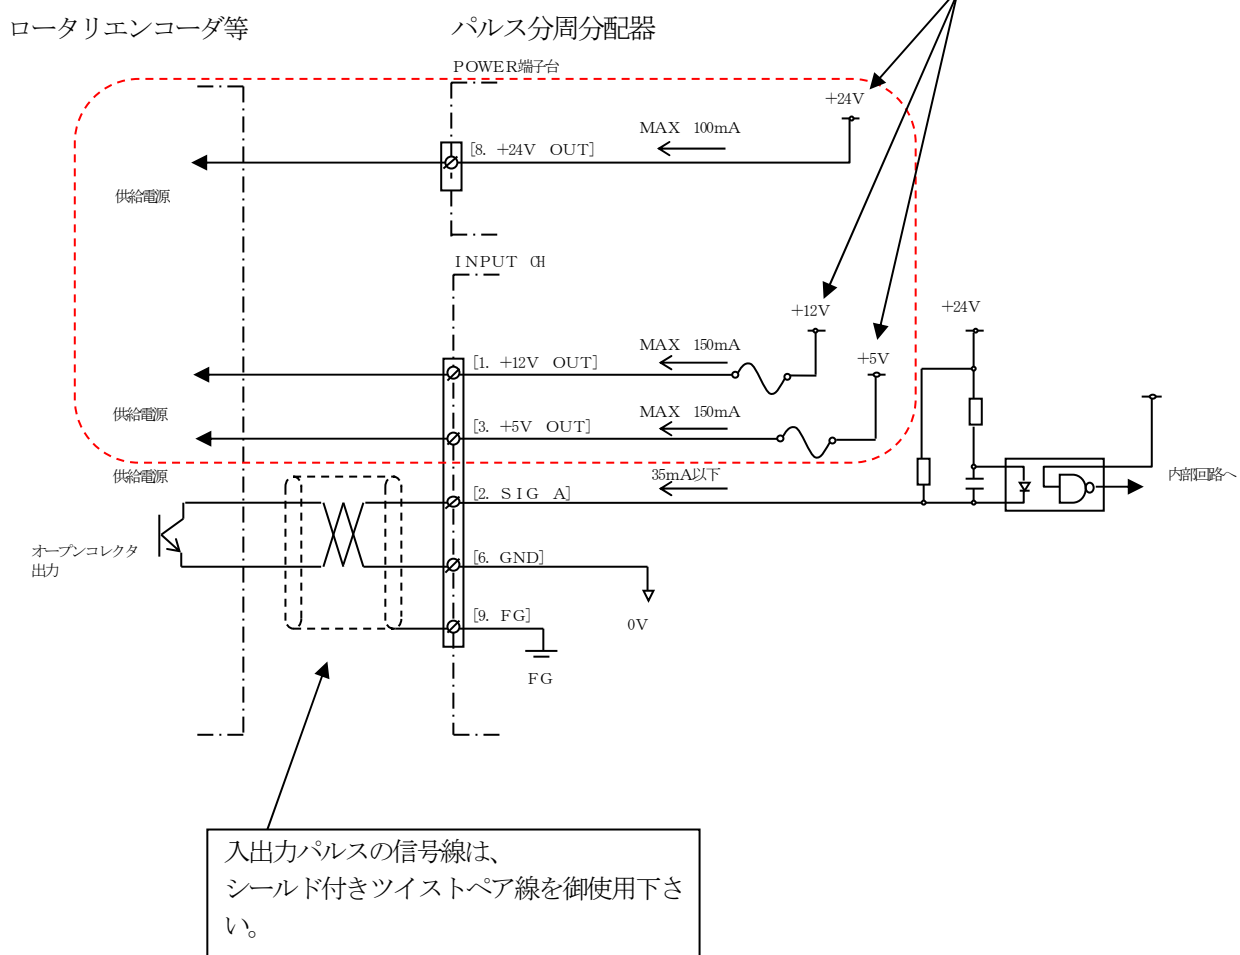 ロータリエンコーダ等
パルス分周分配器
POWER端子台
+24V
MAX 100mA
[8. +24V OUT]
供給電源
INPUT CH
+12V
+24V
MAX 150mA
+5V
[1. +12V OUT]
供給電源
MAX 150mA
[3. +5V OUT]
供給電源
35mA以下
内部回路へ
[2. SIG A]
オープンコレクタ
出力
[6. GND]
[9. FG]
0V
FG
入出力パルスの信号線は、
シールド付きツイストペア線を御使用下さ
い。